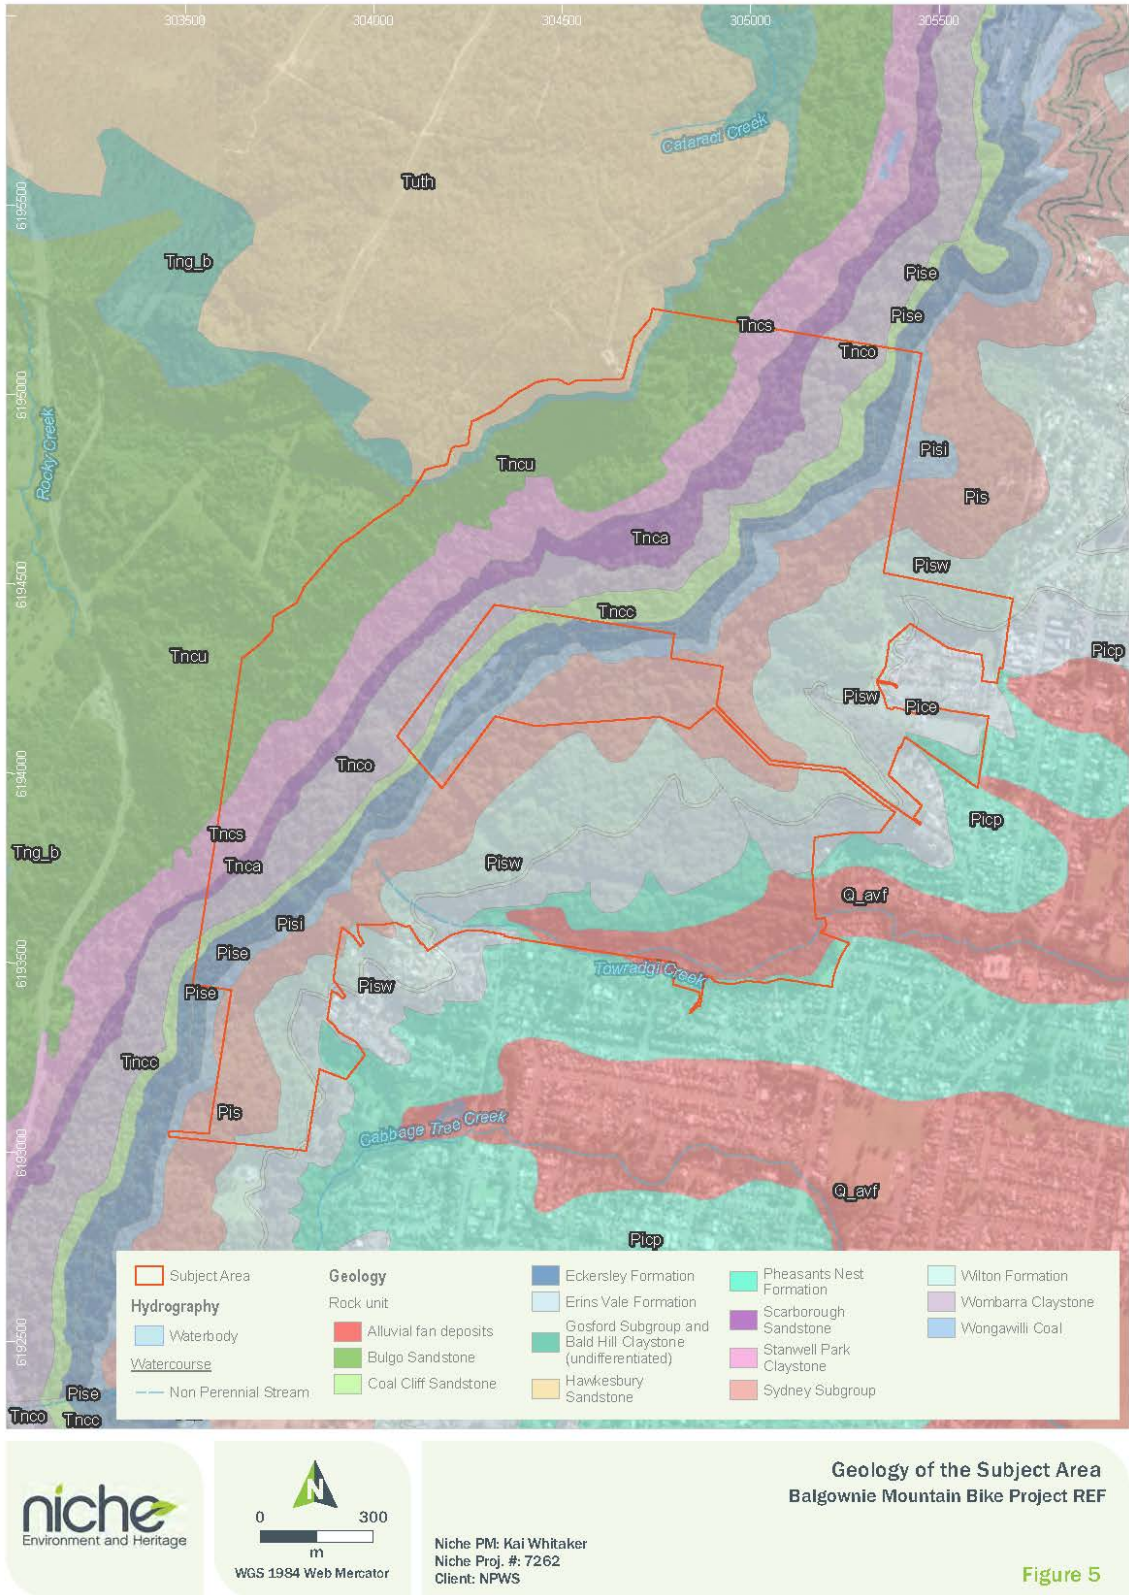 303500
304000
304500
305000
305500
Cataract Creek
Tuth
6195500
Tng_b
Pise
Pise
Tncs
Tnco
6195000
Rocky Creek
Pisi
Tncu
Pis
Tnca
Pisw
6194500
Tncc
Picp
Tncu
Pisw
Pice
Tnco
6194000
Picp
Tncs
Tng_b
Tnca
Pisw
Q_avf
Pisi
Pise
6193500
Towradgi Creek
Pisw
Pise
Tncc
Pis
Cabbage Tree Creek
6193000
Q_avf
Picp
6192500
Pise
Tnco
Tncc
Subject Area
Hydrography
Waterbody
Watercourse
Non Perennial Stream
Geology
Rock unit
Alluvial fan deposits
Bulgo Sandstone
Coal Cliff Sandstone
Eckersley Formation
Erins Vale Formation
Gosford Subgroup and
Bald Hill Claystone
(undifferentiated)
Hawkesbury
Sandstone
Pheasants Nest
Formation
Scarborough
Sandstone
Stanwell Park
Claystone
Sydney Subgroup
Wilton Formation
Wombarra Claystone
Wongawilli Coal
niche
Environment and Heritage
N
0 300
m
WGS 1984 Web Mercator
Niche PM: Kai Whitaker
Niche Proj. #: 7262
Client: NPWS
Geology of the Subject Area
Balgownie Mountain Bike Project REF
Figure 5